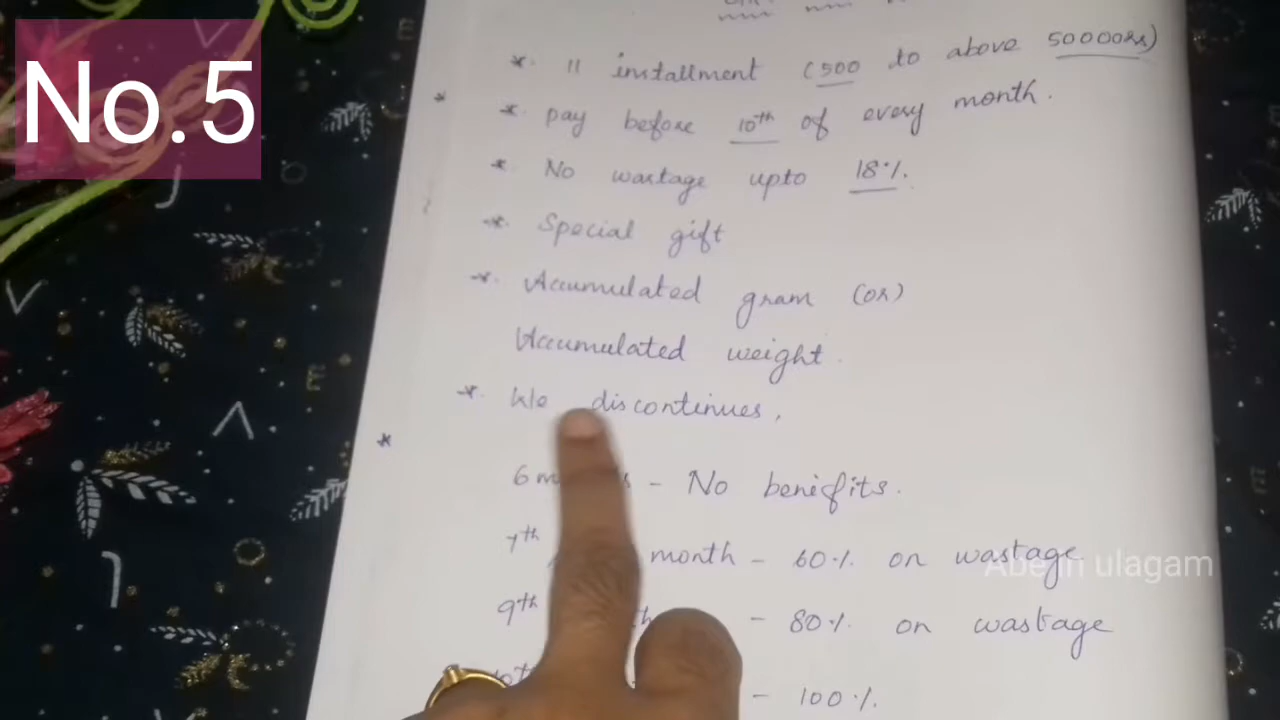 No.5
* 11 installment (500 to above 50000rs)
* pay before 10th of every month.
* No wastage upto 18%.
* Special gift
* Accumulated gram (or)
Accumulated weight.
* We discontinues,
6 - No benifits.
7th month - 60% on wastage
9th - 80% on wastage
- 100%.
ulagam